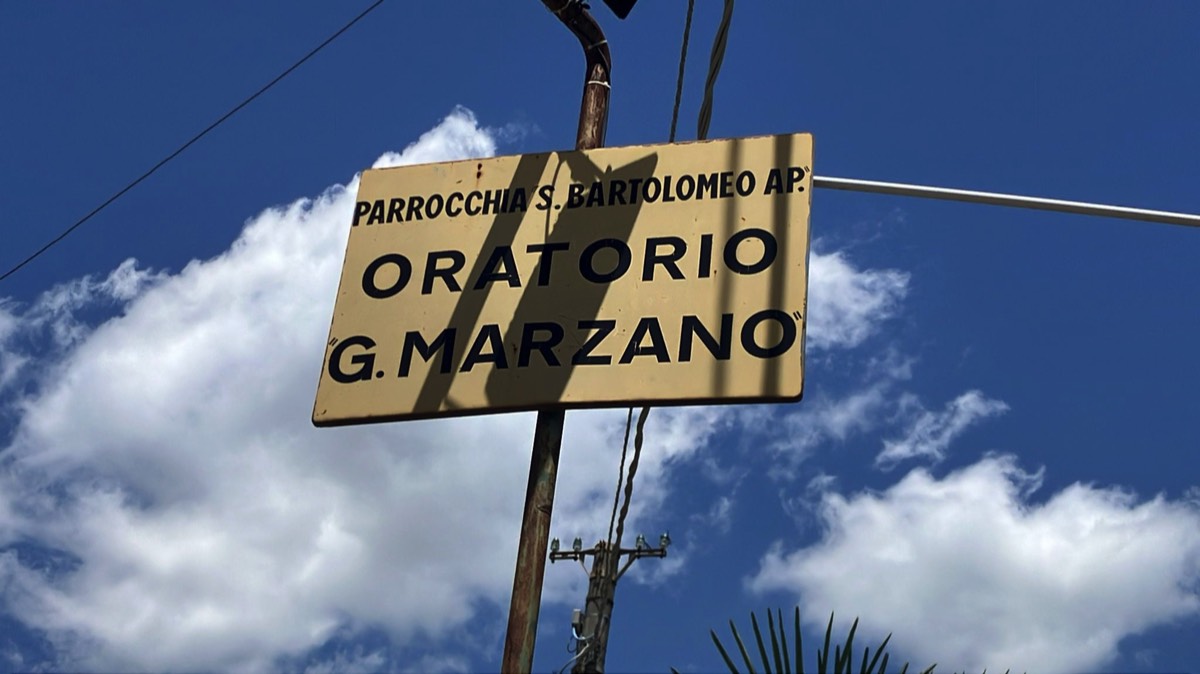 PARROCCHIA S. BARTOLOMEO AP."
ORATORIO
"G. MARZANO"